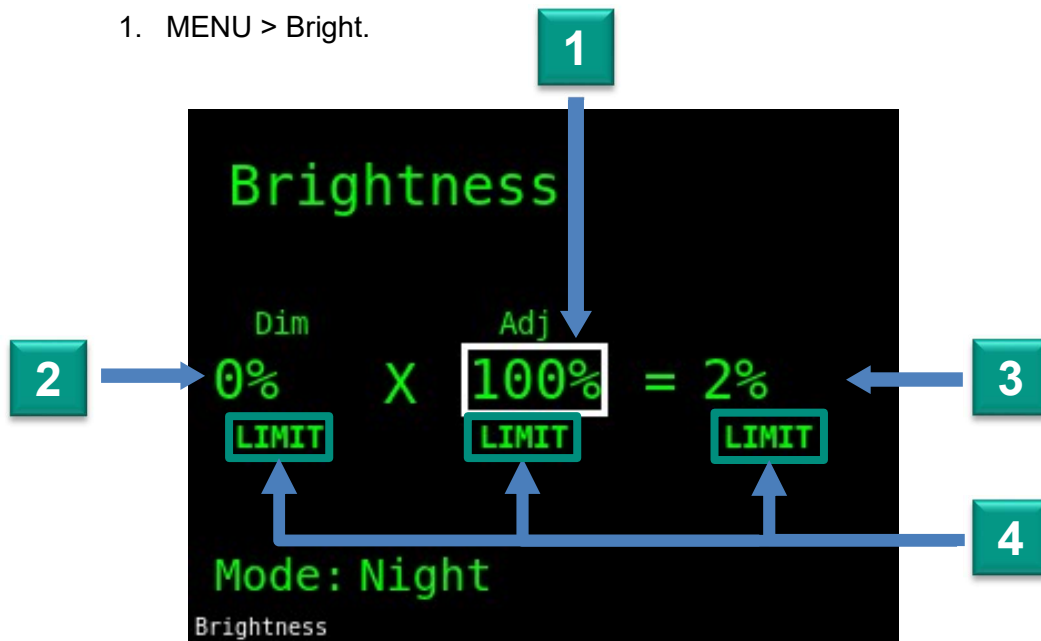 1. MENU > Bright.
1
Brightness
Dim Adj
2 0% X 100% = 2% 3
LIMIT LIMIT LIMIT
4
Mode: Night
Brightness